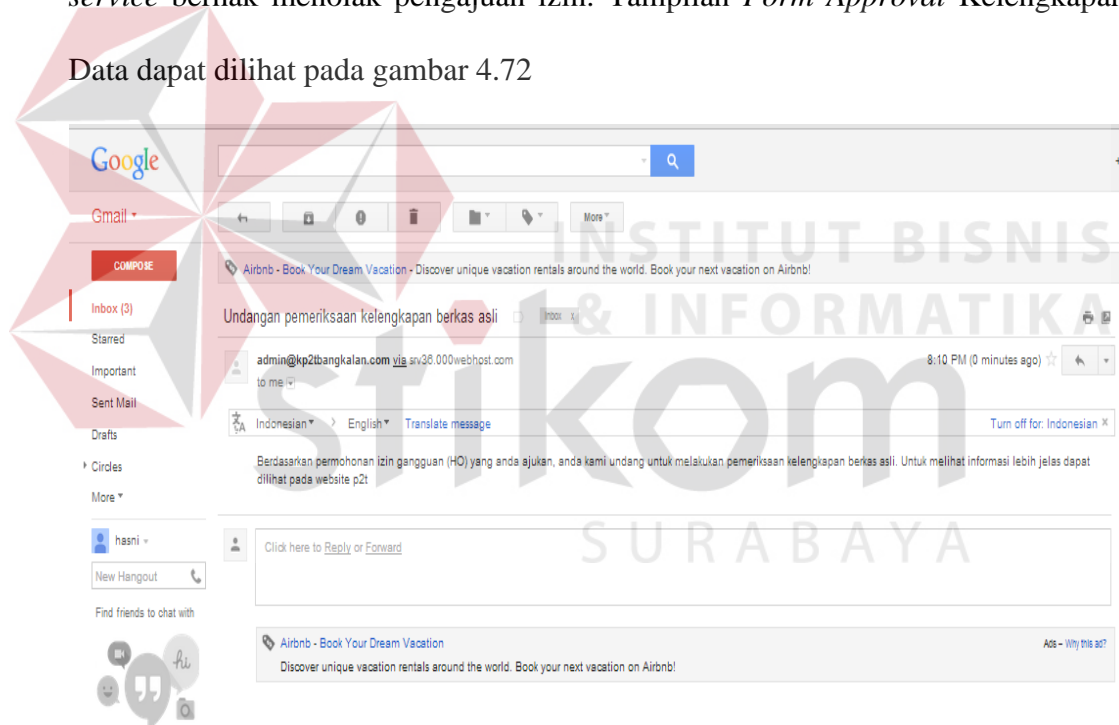 service berhak menolak pengajuan izin. Tampilan Form Approval Kelengkapan
Data dapat dilihat pada gambar 4.72
Google
Gmail
More
COMPOSE
Airbnb - Book Your Dream Vacation - Discover unique vacation rentals around the world. Book your next vacation on Airbnb!
INSTITUT BISNIS
Inbox (3)
Undangan pemeriksaan kelengkapan berkas asli Inbox x
& INFORMATIKA
Starred
admin@kp2tbangkalan.com via srv36.000webhost.com
8:10 PM (0 minutes ago)
Important
to me
stikom
Sent Mail
Drafts
Indonesian > English Translate message
Turn off for: Indonesian x
Circles
Berdasarkan permohonan izin gangguan (HO) yang anda ajukan, anda kami undang untuk melakukan pemeriksaan kelengkapan berkas asli. Untuk melihat informasi lebih jelas dapat
dilihat pada website p2t
More
SURABAYA
hasni
Click here to Reply or Forward
New Hangout
Find friends to chat with
hi
Airbnb - Book Your Dream Vacation
Ads – Why this ad?
Discover unique vacation rentals around the world. Book your next vacation on Airbnb!